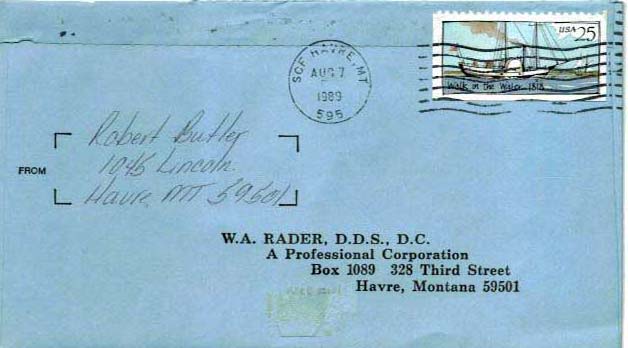 SCF HAVRE, MT
AUG 7
1989
595
USA 25
Walk in the Water 1818
FROM
Robert Butler
1045 Lincoln
Havre MT 59501
W.A. RADER, D.D.S., D.C.
A Professional Corporation
Box 1089 328 Third Street
Havre, Montana 59501